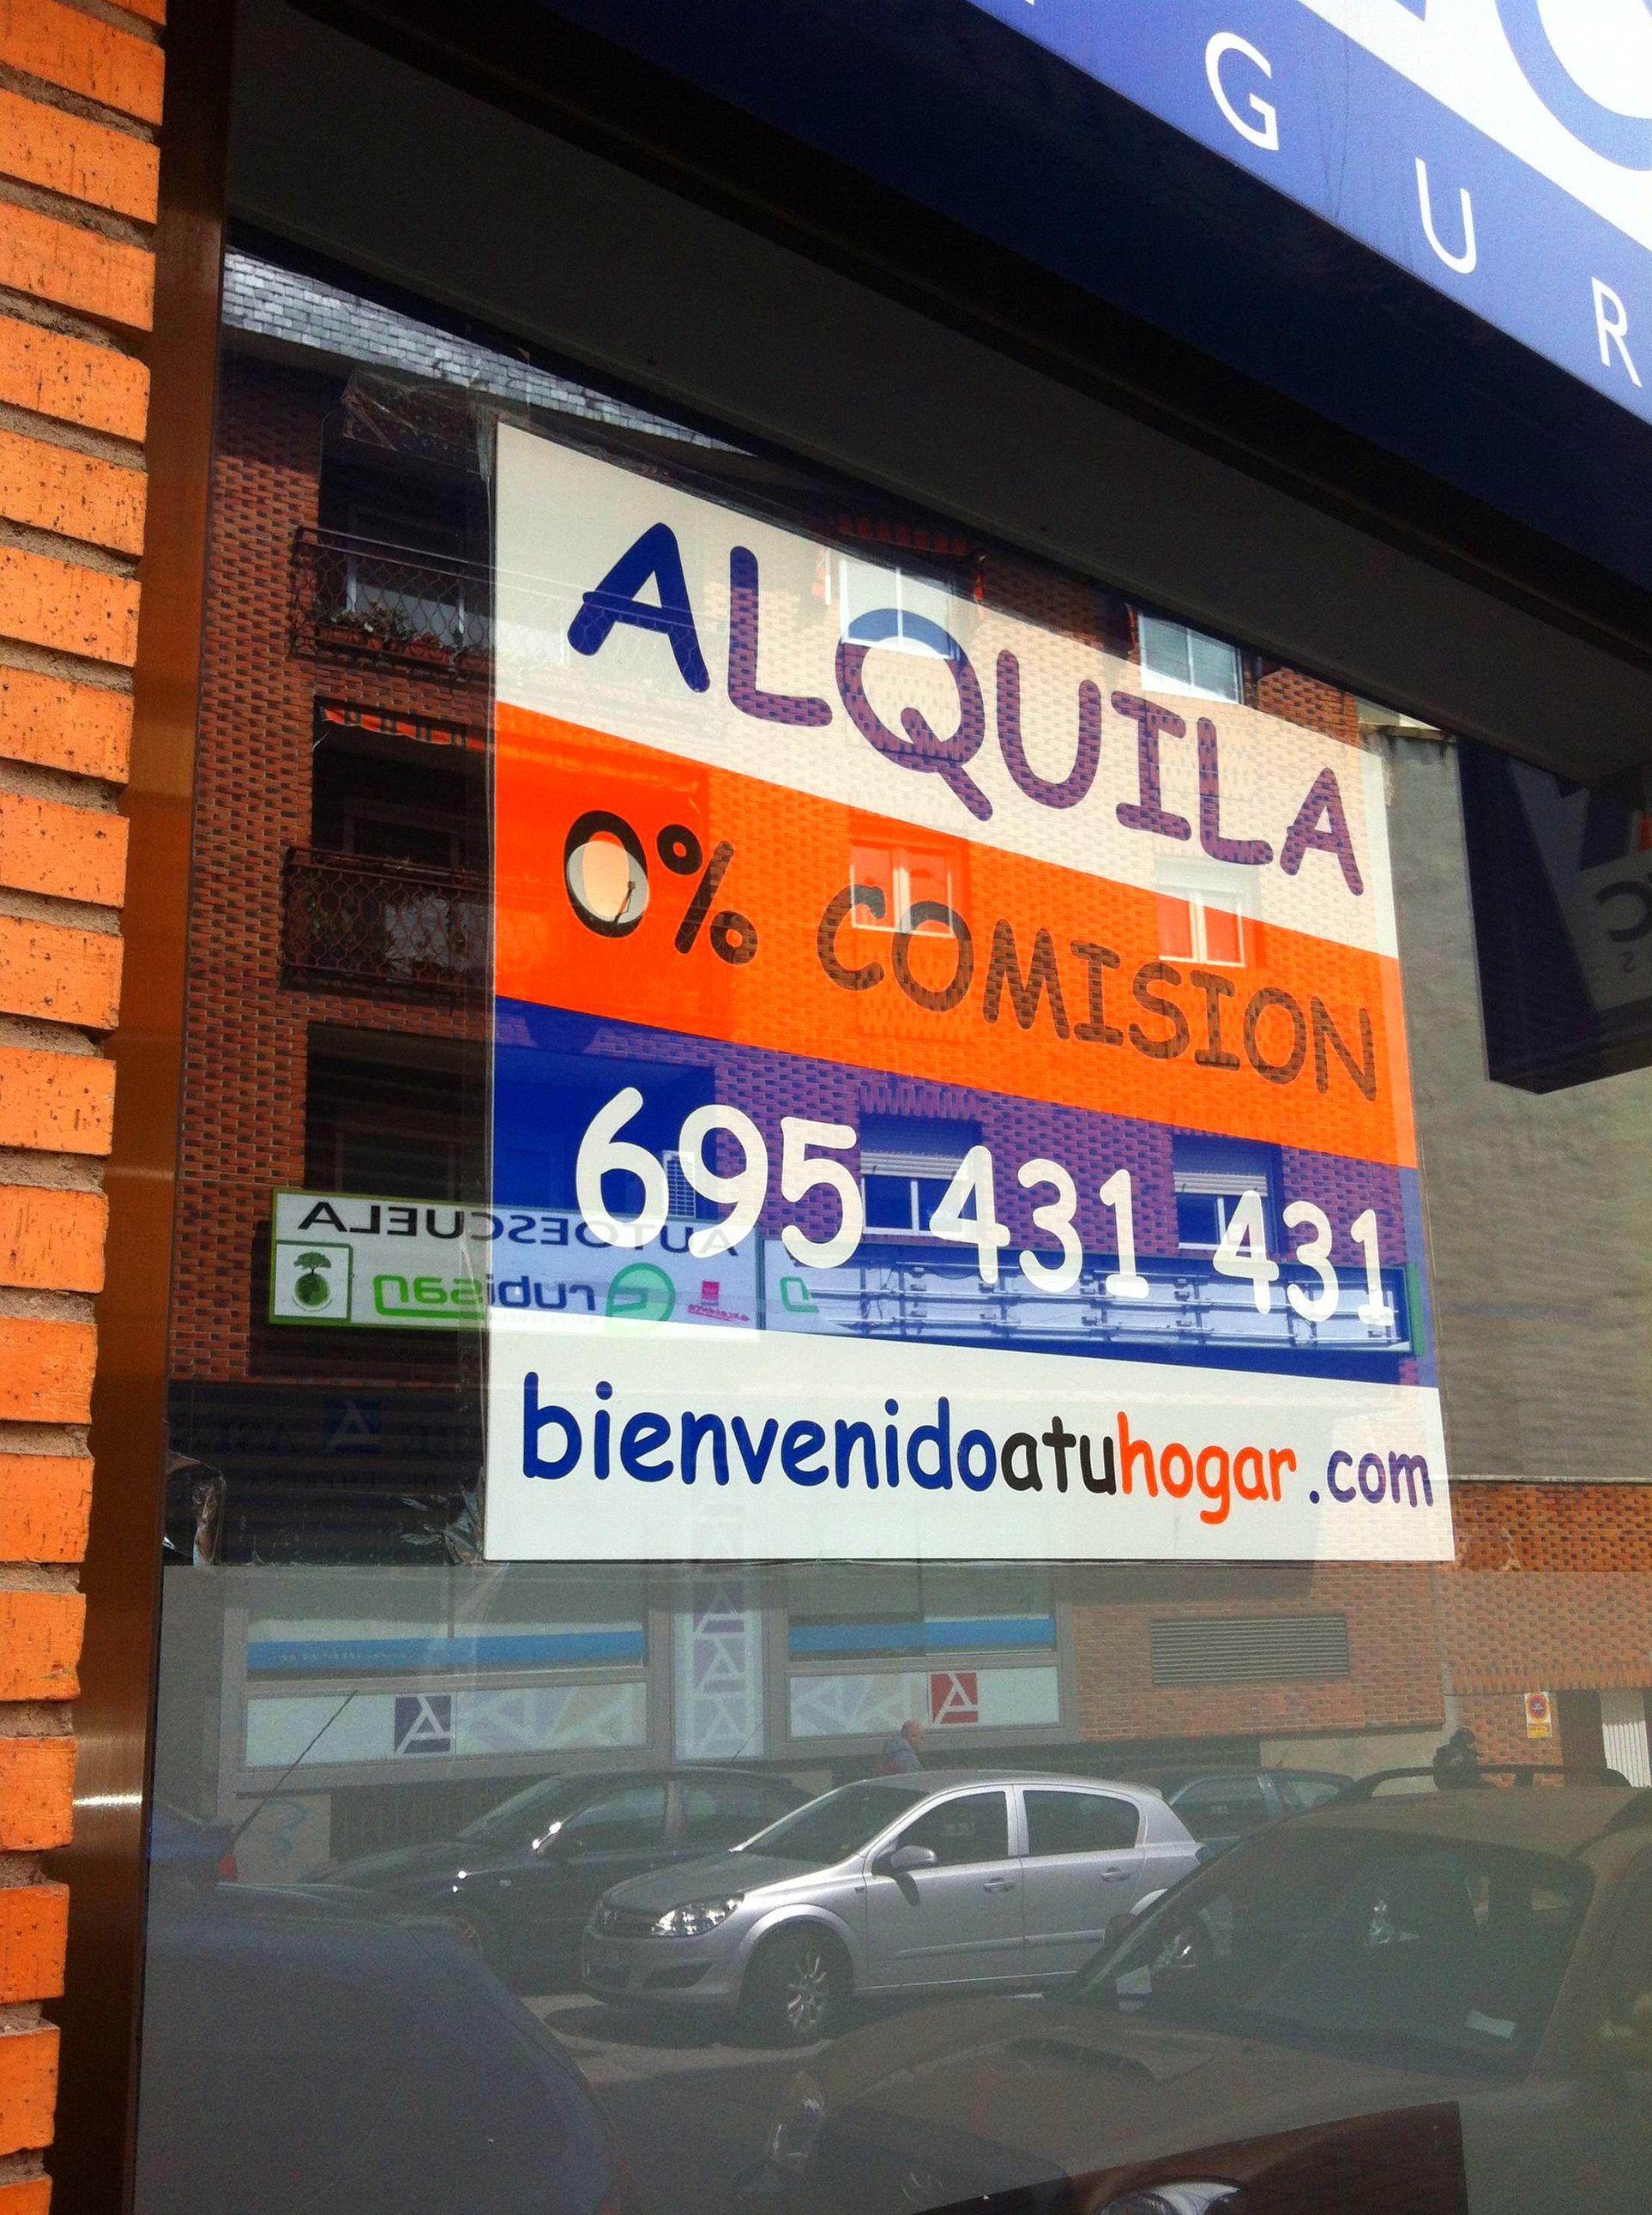 G U R
ALQUILA
0% COMISION
695 431 431
bienvenidoatuhogar.com
AUTOESCUELA
rubisan